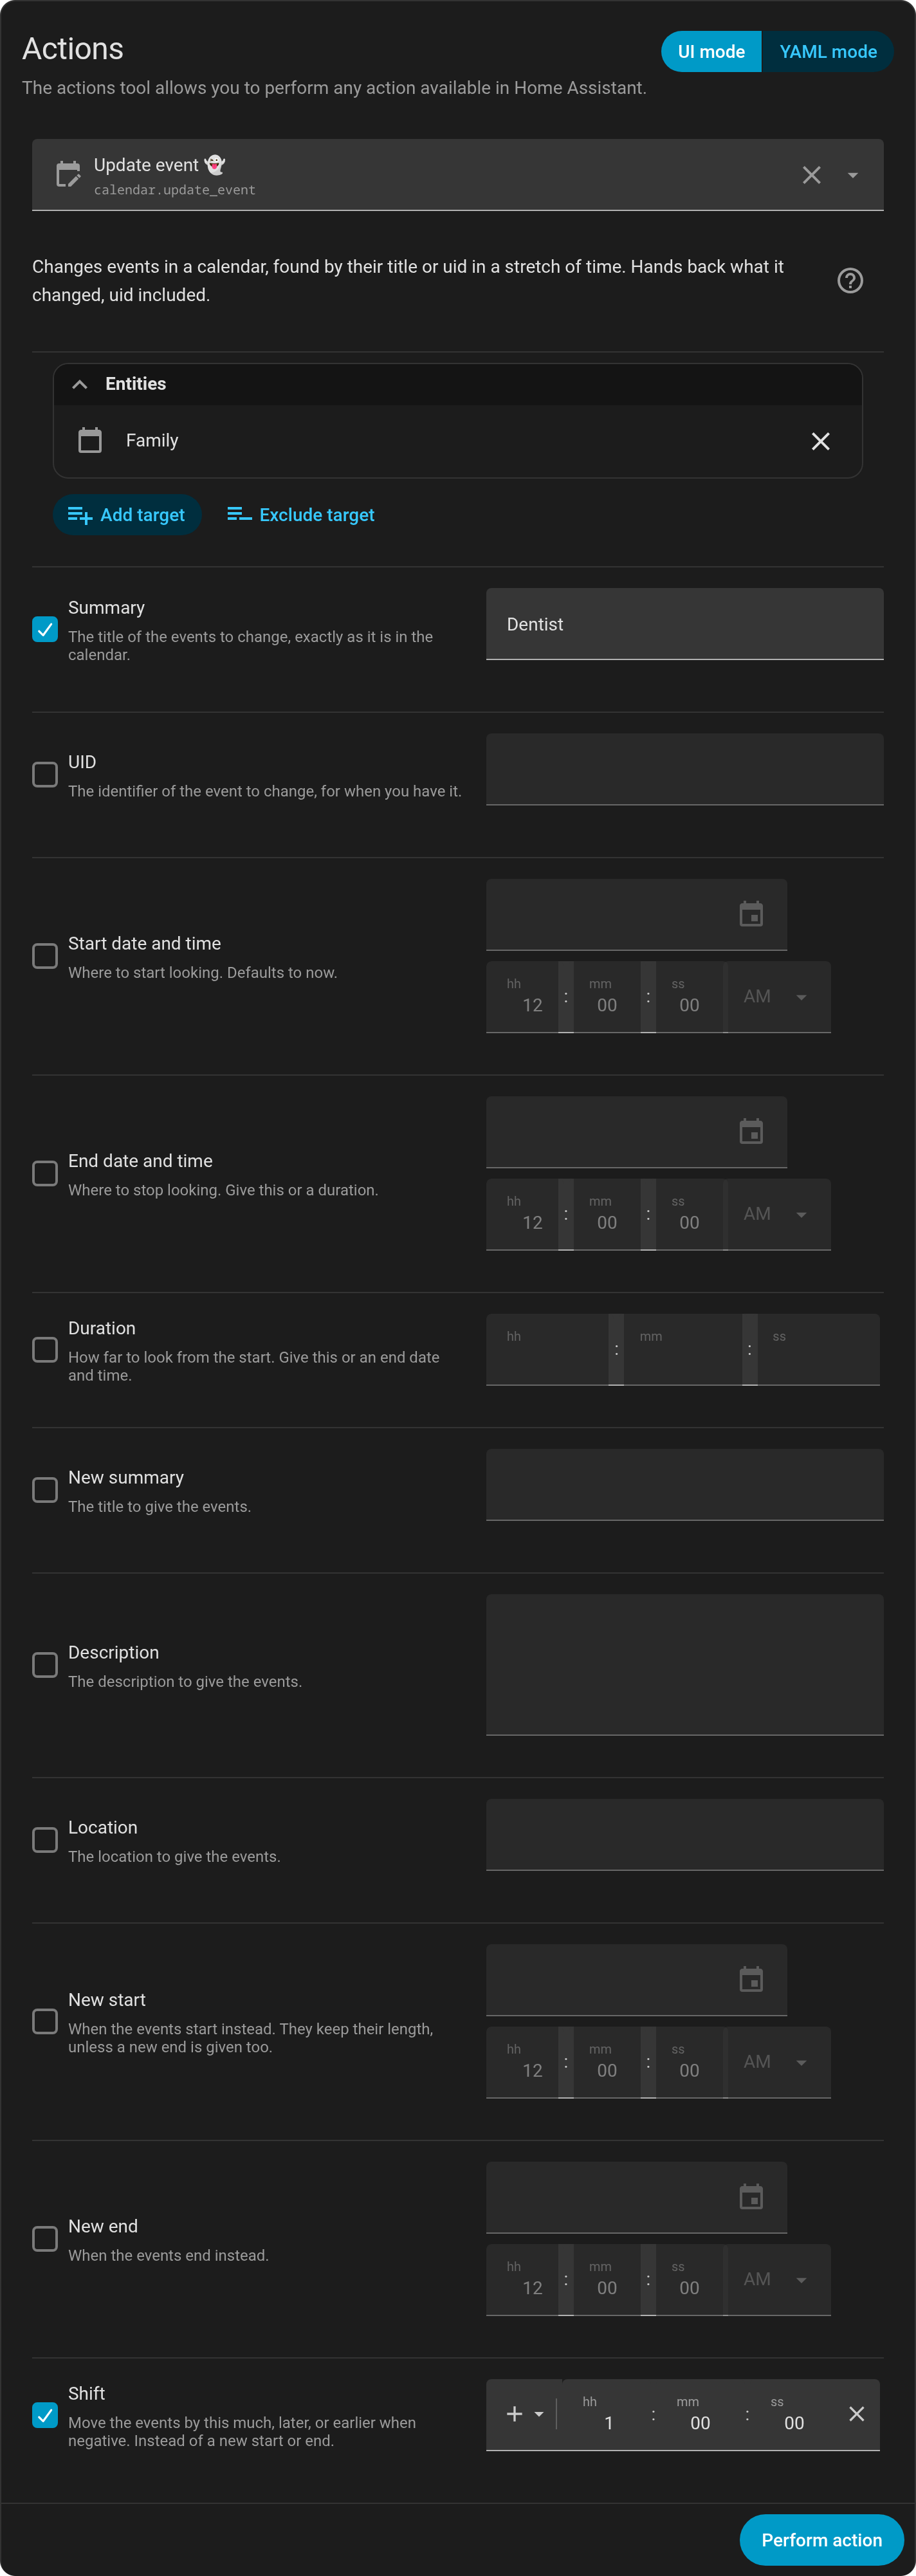 Actions
UI mode
YAML mode
The actions tool allows you to perform any action available in Home Assistant.
Update event 👻
calendar.update_event
Changes events in a calendar, found by their title or uid in a stretch of time. Hands back what it
changed, uid included.
Entities
Family
Add target
Exclude target
Summary
The title of the events to change, exactly as it is in the
calendar.
Dentist
UID
The identifier of the event to change, for when you have it.
Start date and time
Where to start looking. Defaults to now.
hh mm ss
12 : 00 : 00 AM
End date and time
Where to stop looking. Give this or a duration.
hh mm ss
12 : 00 : 00 AM
Duration
How far to look from the start. Give this or an end date
and time.
hh : mm : ss
New summary
The title to give the events.
Description
The description to give the events.
Location
The location to give the events.
New start
When the events start instead. They keep their length,
unless a new end is given too.
hh mm ss
12 : 00 : 00 AM
New end
When the events end instead.
hh mm ss
12 : 00 : 00 AM
Shift
Move the events by this much, later, or earlier when
negative. Instead of a new start or end.
hh mm ss
+ 1 : 00 : 00
Perform action